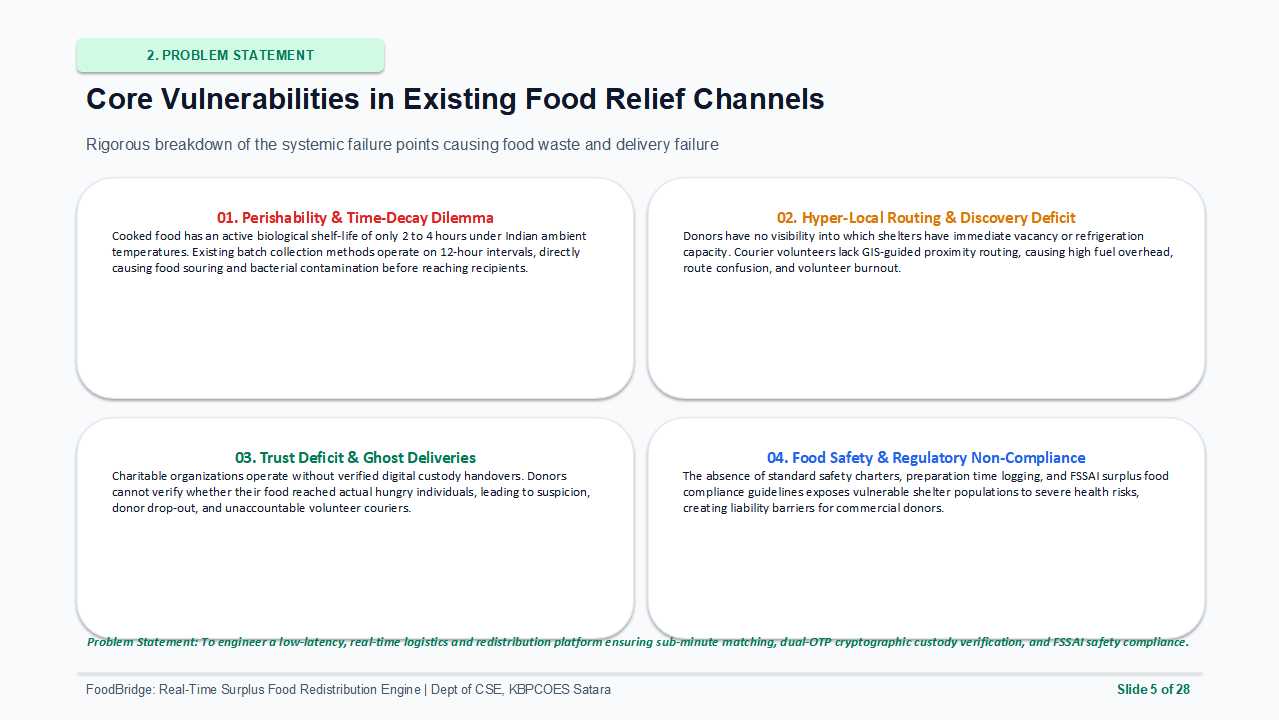 2. PROBLEM STATEMENT
Core Vulnerabilities in Existing Food Relief Channels
Rigorous breakdown of the systemic failure points causing food waste and delivery failure
01. Perishability & Time-Decay Dilemma
Cooked food has an active biological shelf-life of only 2 to 4 hours under Indian ambient
temperatures. Existing batch collection methods operate on 12-hour intervals, directly
causing food souring and bacterial contamination before reaching recipients.
02. Hyper-Local Routing & Discovery Deficit
Donors have no visibility into which shelters have immediate vacancy or refrigeration
capacity. Courier volunteers lack GIS-guided proximity routing, causing high fuel overhead,
route confusion, and volunteer burnout.
03. Trust Deficit & Ghost Deliveries
Charitable organizations operate without verified digital custody handovers. Donors
cannot verify whether their food reached actual hungry individuals, leading to suspicion,
donor drop-out, and unaccountable volunteer couriers.
04. Food Safety & Regulatory Non-Compliance
The absence of standard safety charters, preparation time logging, and FSSAI surplus food
compliance guidelines exposes vulnerable shelter populations to severe health risks,
creating liability barriers for commercial donors.
Problem Statement: To engineer a low-latency, real-time logistics and redistribution platform ensuring sub-minute matching, dual-OTP cryptographic custody verification, and FSSAI safety compliance.
FoodBridge: Real-Time Surplus Food Redistribution Engine | Dept of CSE, KBPCOES Satara
Slide 5 of 28